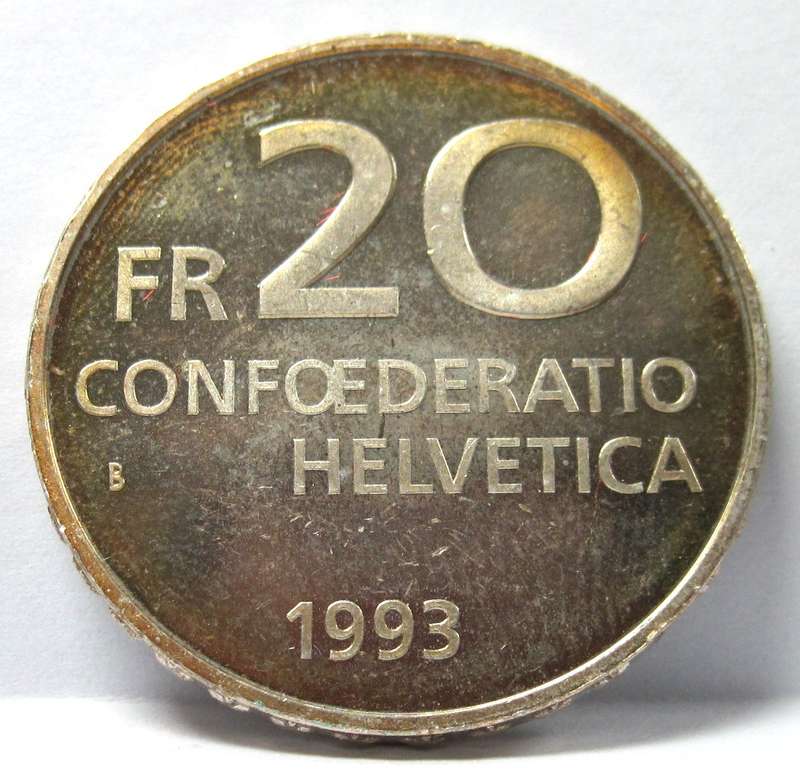 FR 20
CONFŒDERATIO
B HELVETICA
1993